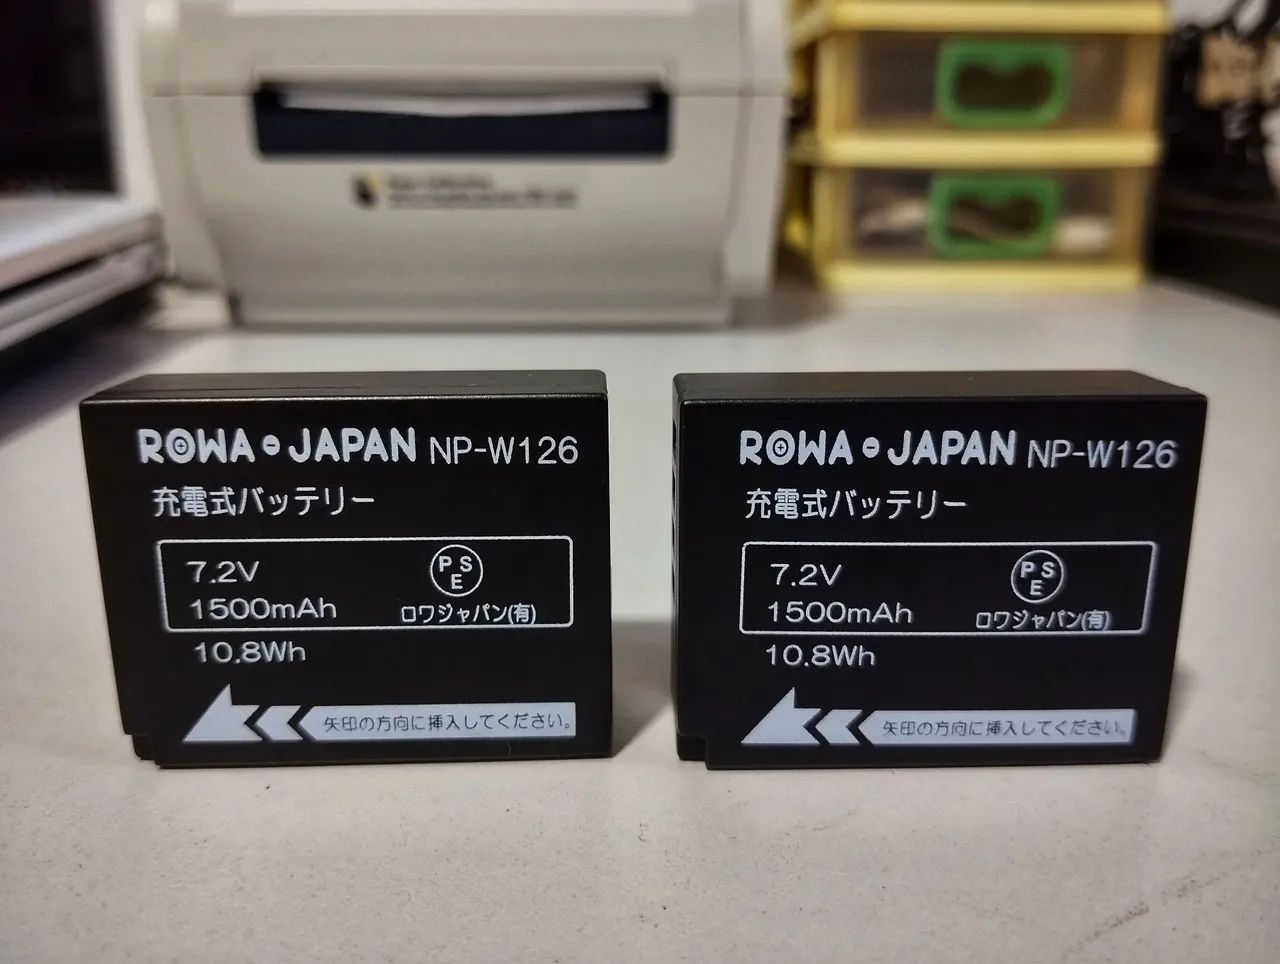 ROWA・JAPAN NP-W126
充電式バッテリー
7.2V
1500mAh
PSE
ロワジャパン(有)
10.8Wh
矢印の方向に挿入してください。
ROWA・JAPAN NP-W126
充電式バッテリー
7.2V
1500mAh
PSE
ロワジャパン(有)
10.8Wh
矢印の方向に挿入してください。